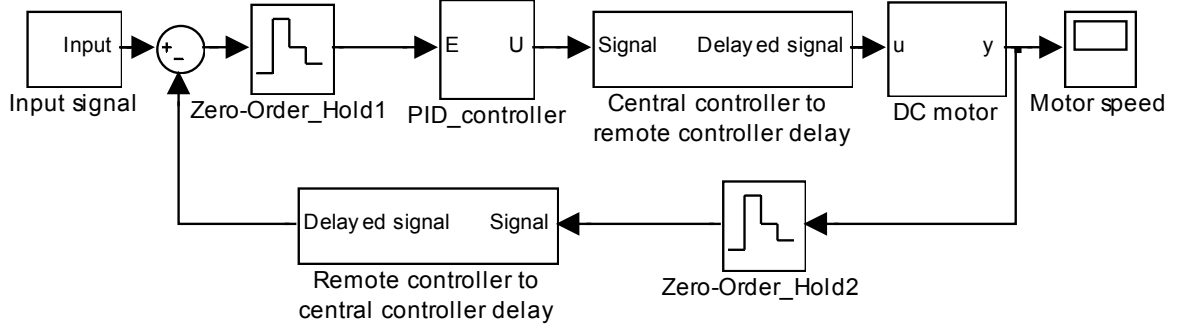 Input
Input signal
+
−
Zero-Order_Hold1
E U
PID_controller
Signal Delayed signal
Central controller to
remote controller delay
u y
DC motor
Motor speed
Delayed signal Signal
Remote controller to
central controller delay
Zero-Order_Hold2